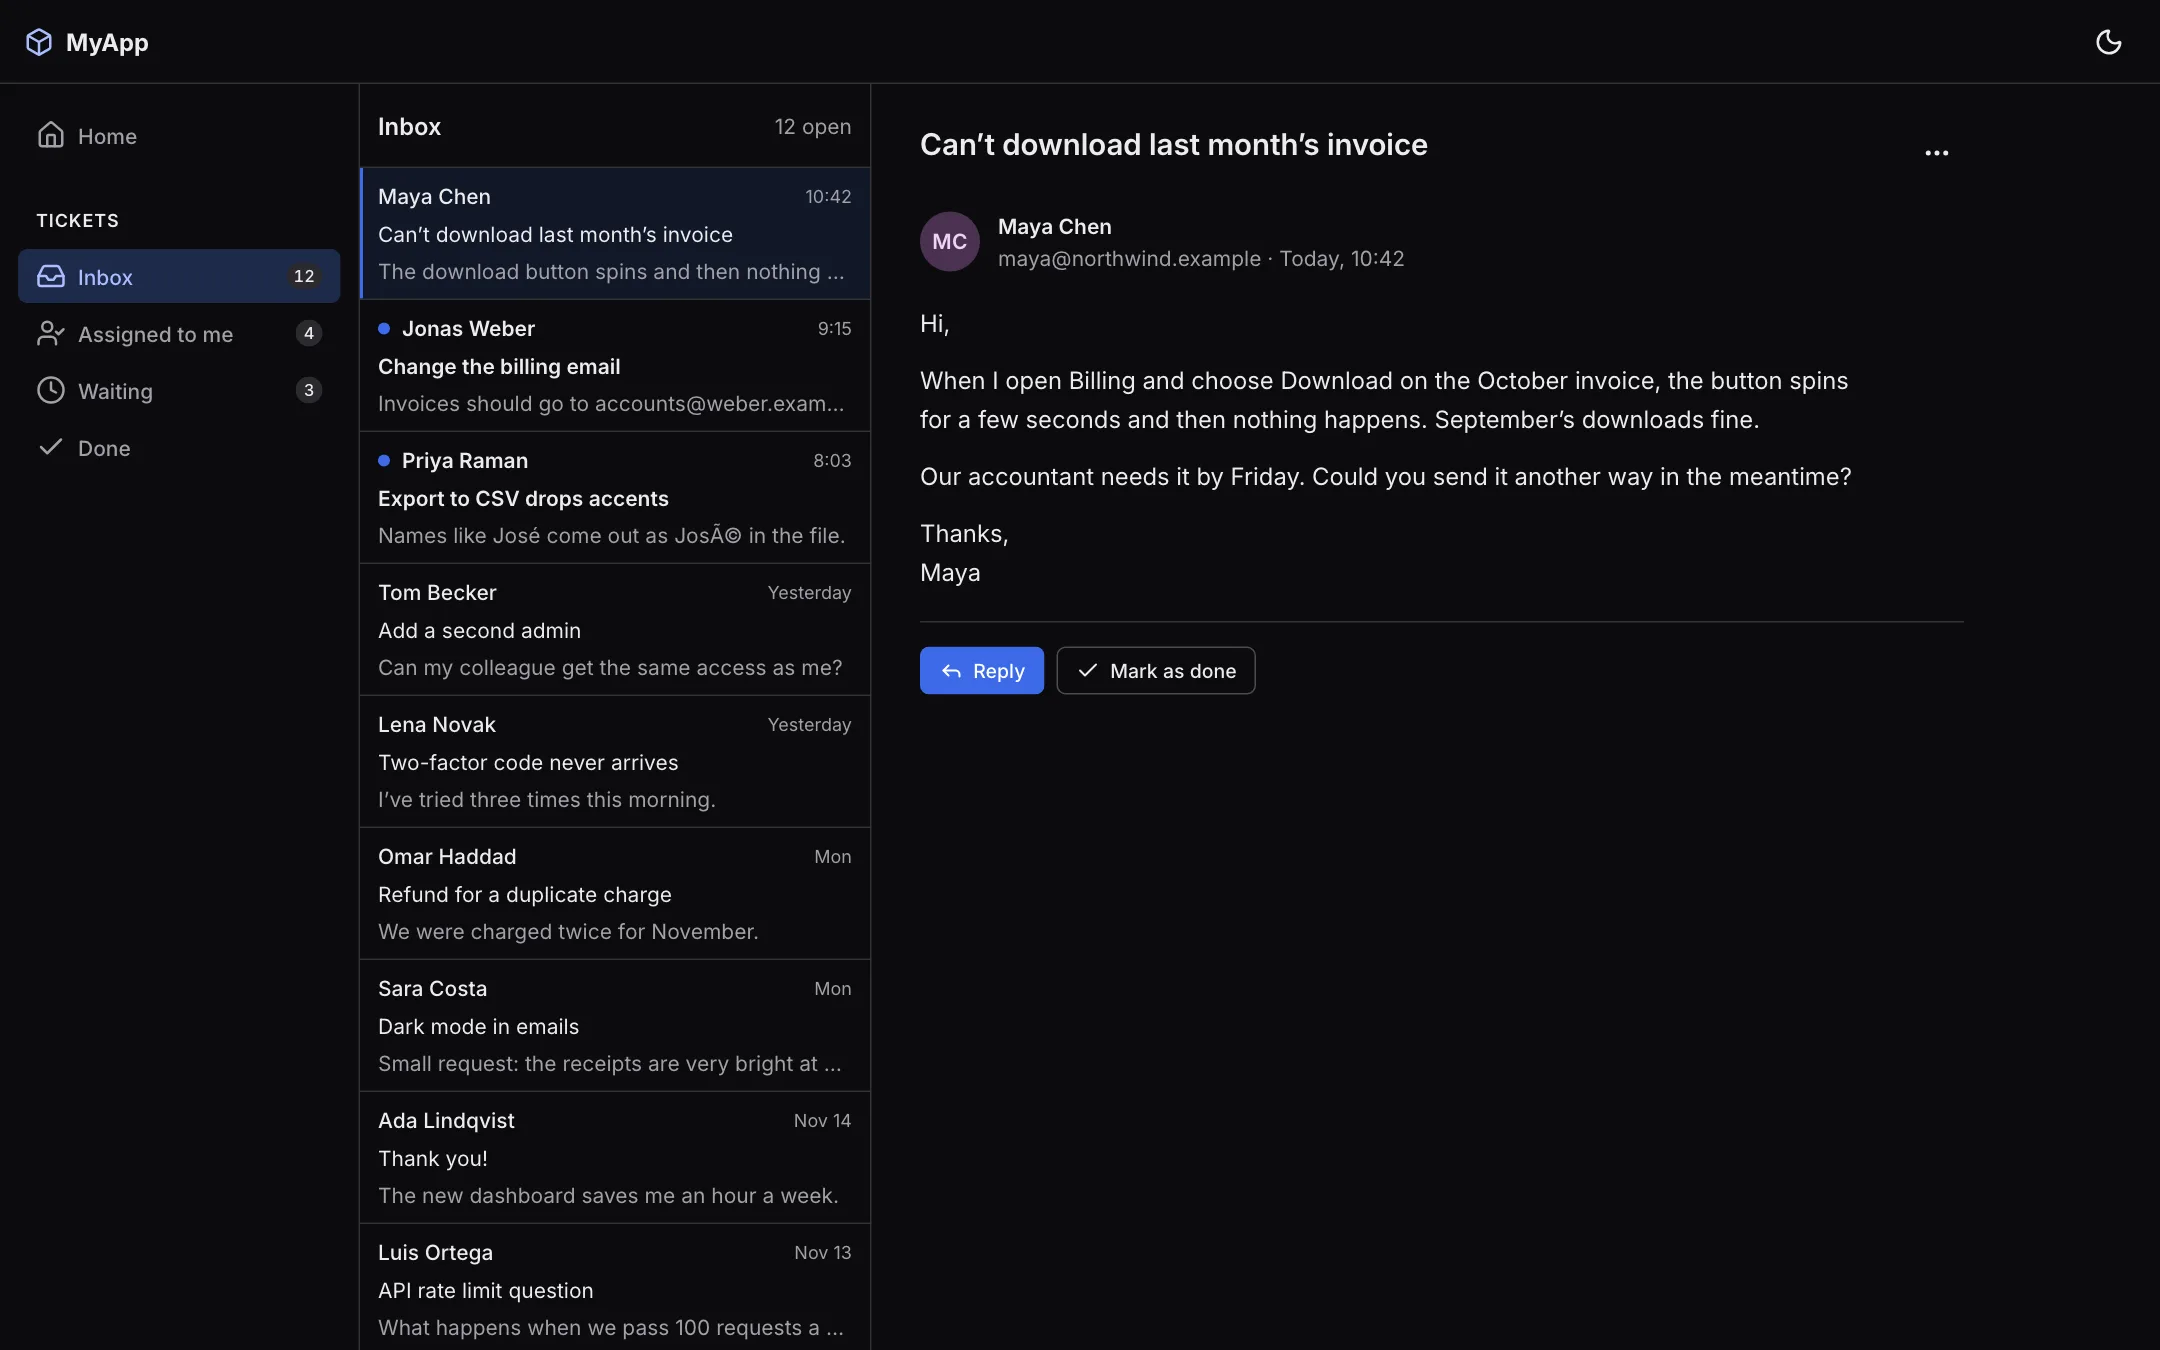 MyApp
Home
TICKETS
Inbox 12
Assigned to me 4
Waiting 3
Done
Inbox 12 open
Maya Chen 10:42
Can’t download last month’s invoice
The download button spins and then nothing …
Jonas Weber 9:15
Change the billing email
Invoices should go to accounts@weber.exam…
Priya Raman 8:03
Export to CSV drops accents
Names like José come out as JosÃ© in the file.
Tom Becker Yesterday
Add a second admin
Can my colleague get the same access as me?
Lena Novak Yesterday
Two-factor code never arrives
I’ve tried three times this morning.
Omar Haddad Mon
Refund for a duplicate charge
We were charged twice for November.
Sara Costa Mon
Dark mode in emails
Small request: the receipts are very bright at …
Ada Lindqvist Nov 14
Thank you!
The new dashboard saves me an hour a week.
Luis Ortega Nov 13
API rate limit question
What happens when we pass 100 requests a …
Can’t download last month’s invoice
MC
Maya Chen
maya@northwind.example · Today, 10:42
Hi,
When I open Billing and choose Download on the October invoice, the button spins
for a few seconds and then nothing happens. September’s downloads fine.
Our accountant needs it by Friday. Could you send it another way in the meantime?
Thanks,
Maya
Reply
Mark as done